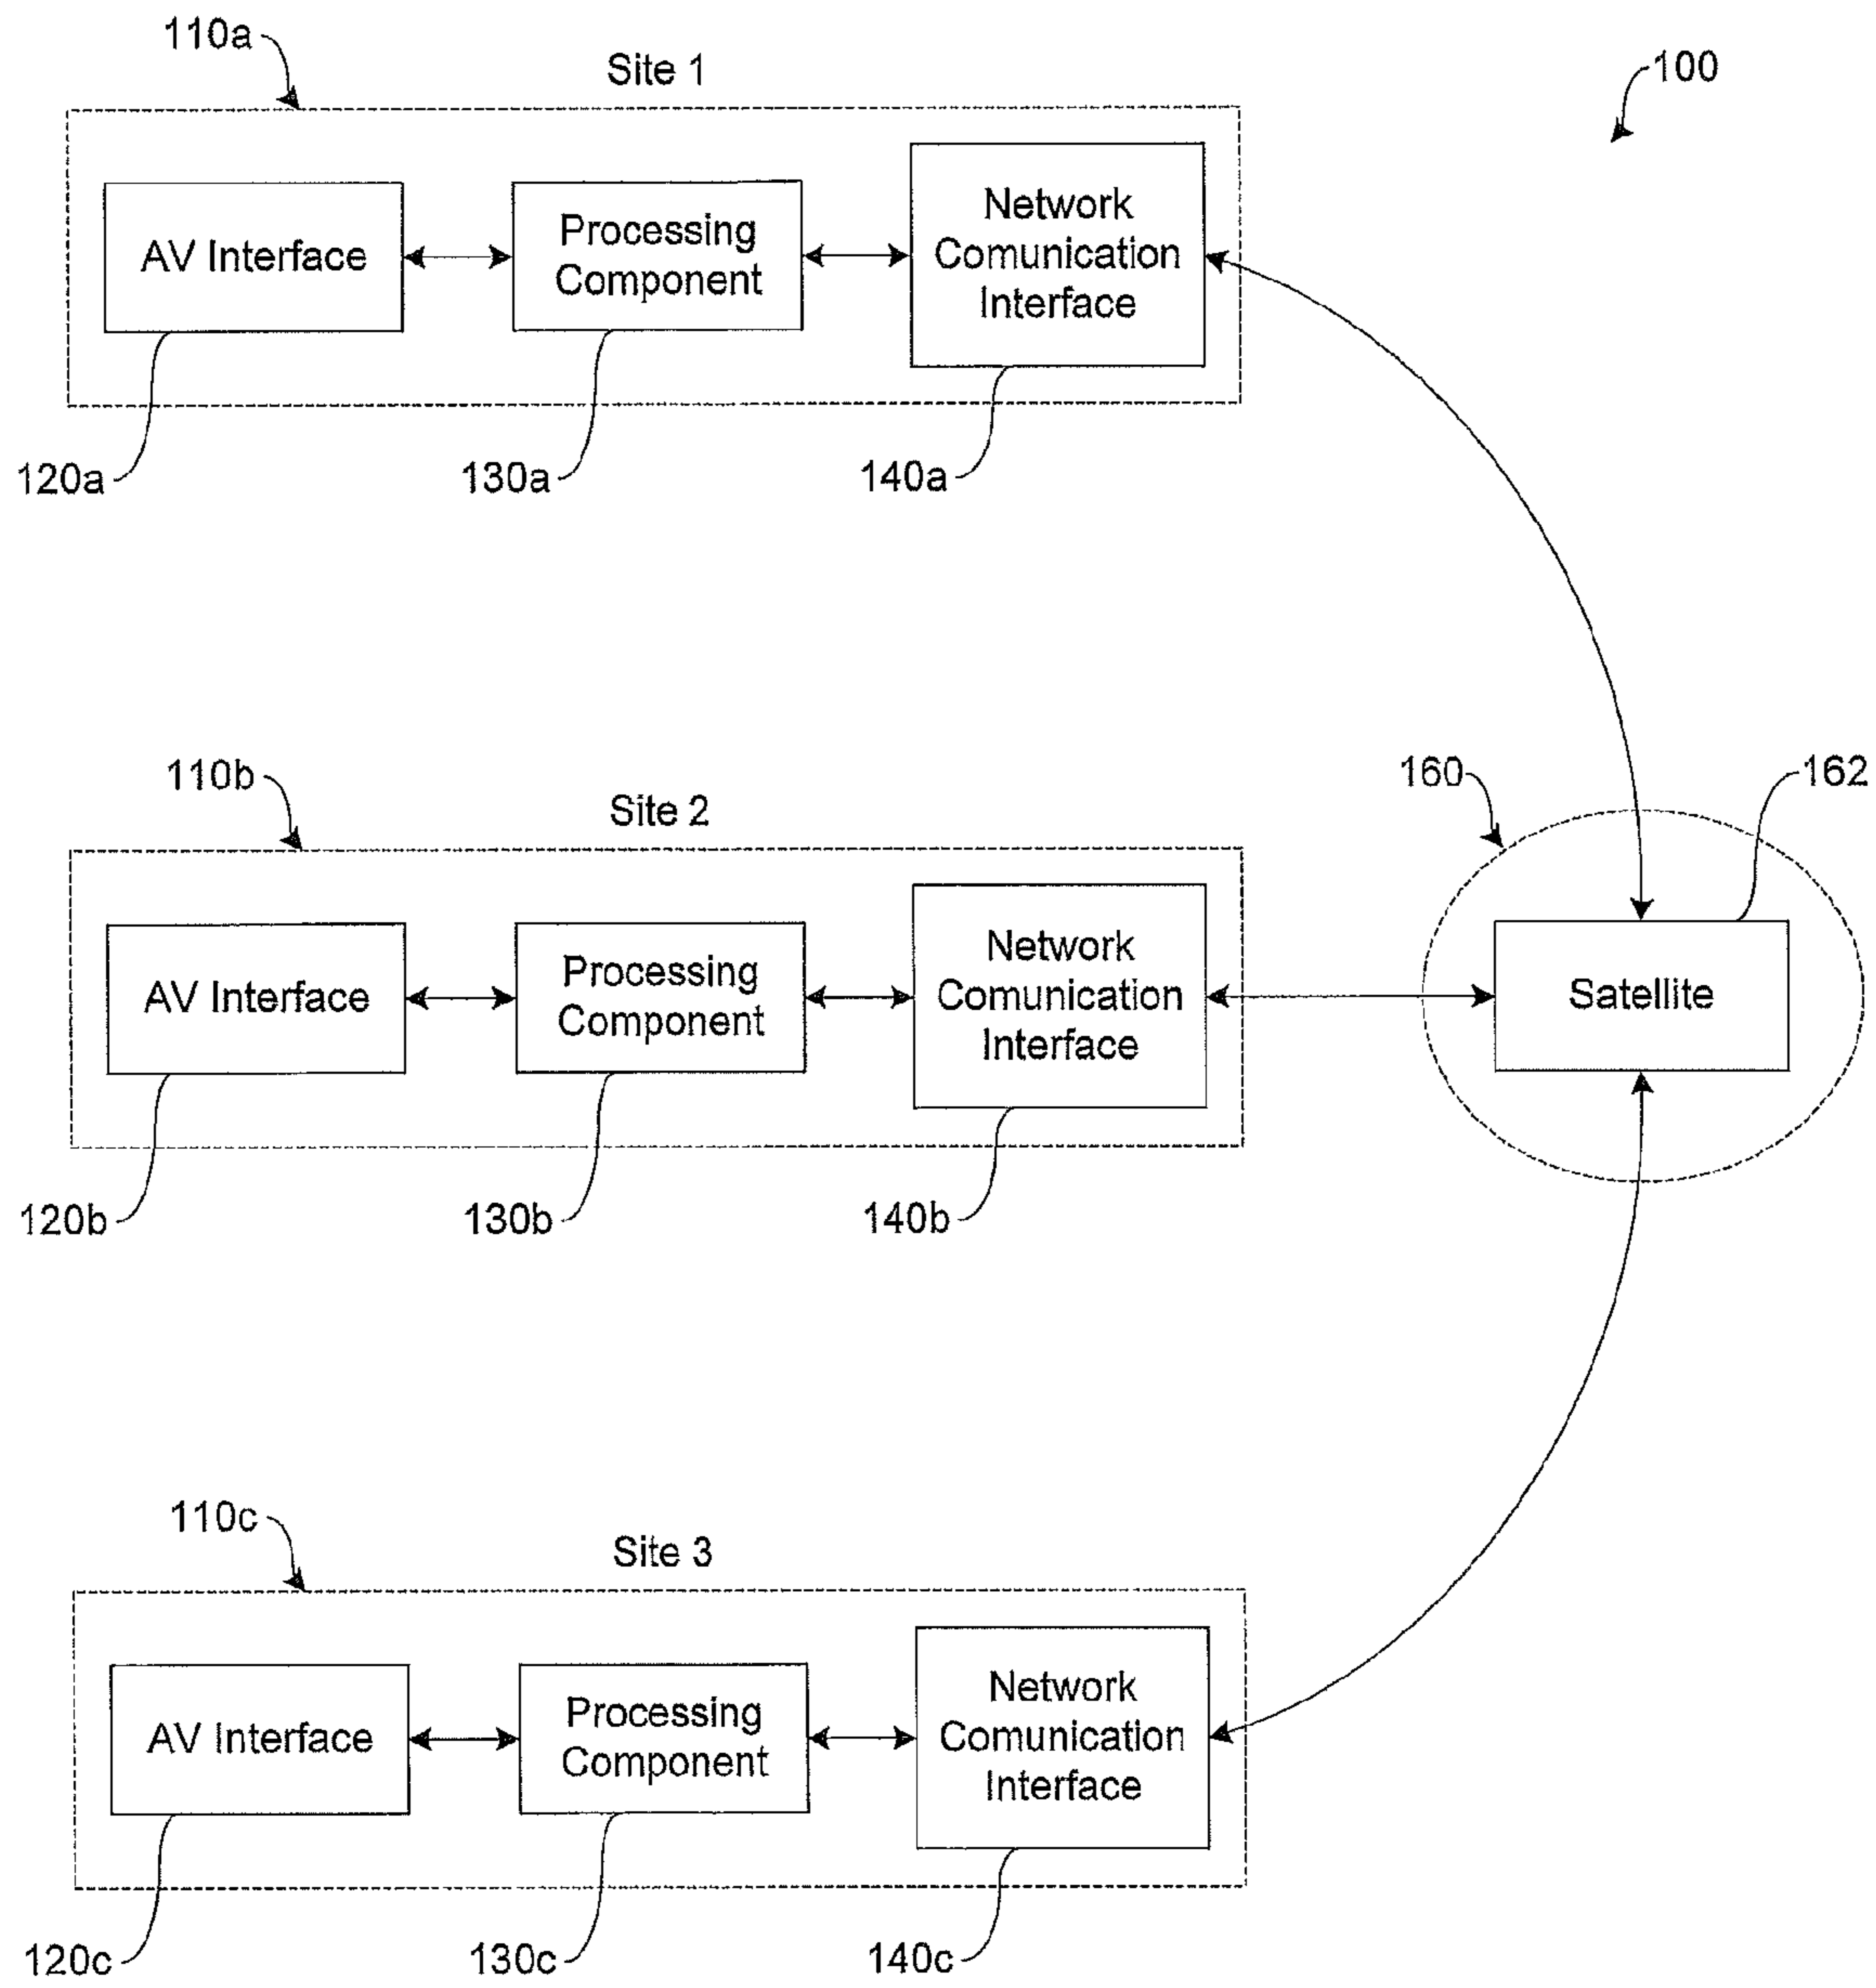 110a
Site 1
100
AV Interface
Processing
Component
Network
Comunication
Interface
120a
130a
140a
110b
Site 2
160
162
AV Interface
Processing
Component
Network
Comunication
Interface
Satellite
120b
130b
140b
110c
Site 3
AV Interface
Processing
Component
Network
Comunication
Interface
120c
130c
140c